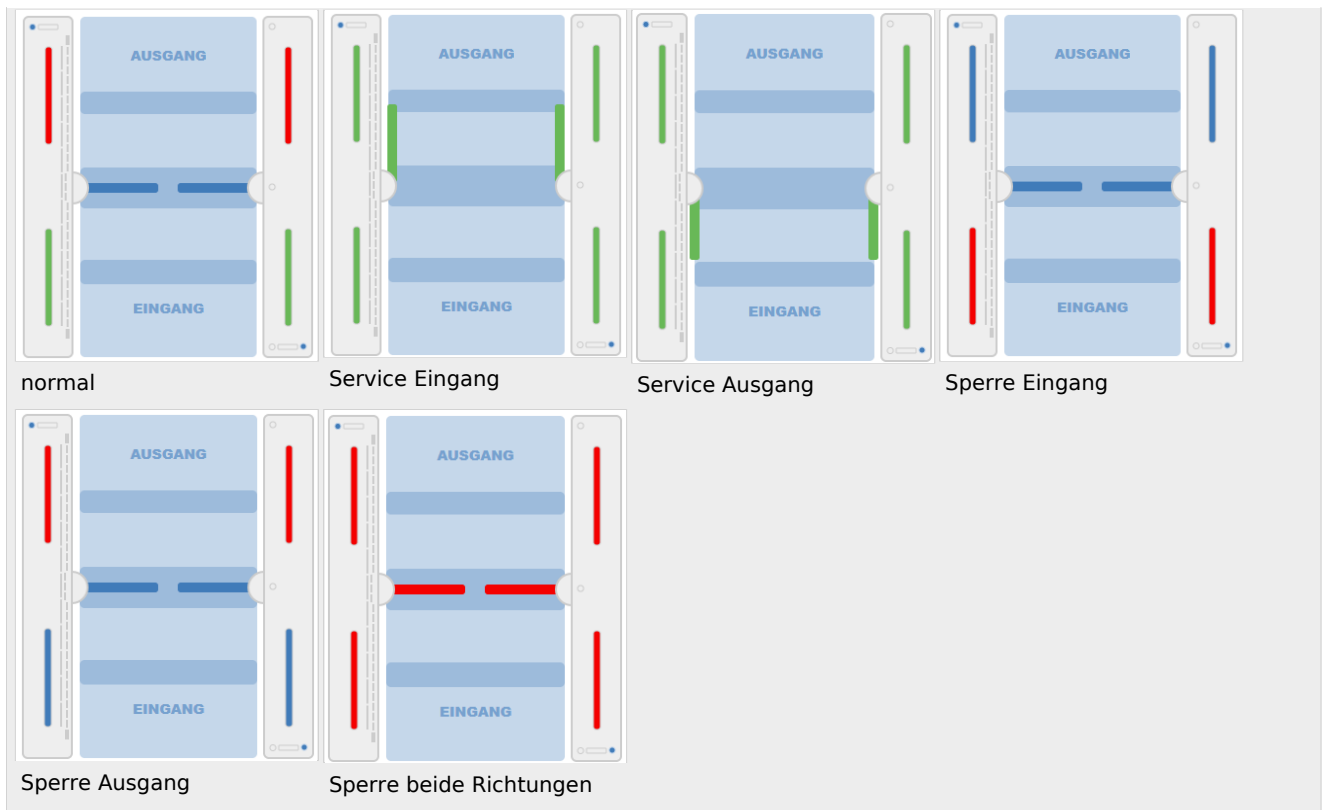 AUSGANG
EINGANG
normal
AUSGANG
EINGANG
Service Eingang
AUSGANG
EINGANG
Service Ausgang
AUSGANG
EINGANG
Sperre Eingang
AUSGANG
EINGANG
Sperre Ausgang
AUSGANG
EINGANG
Sperre beide Richtungen